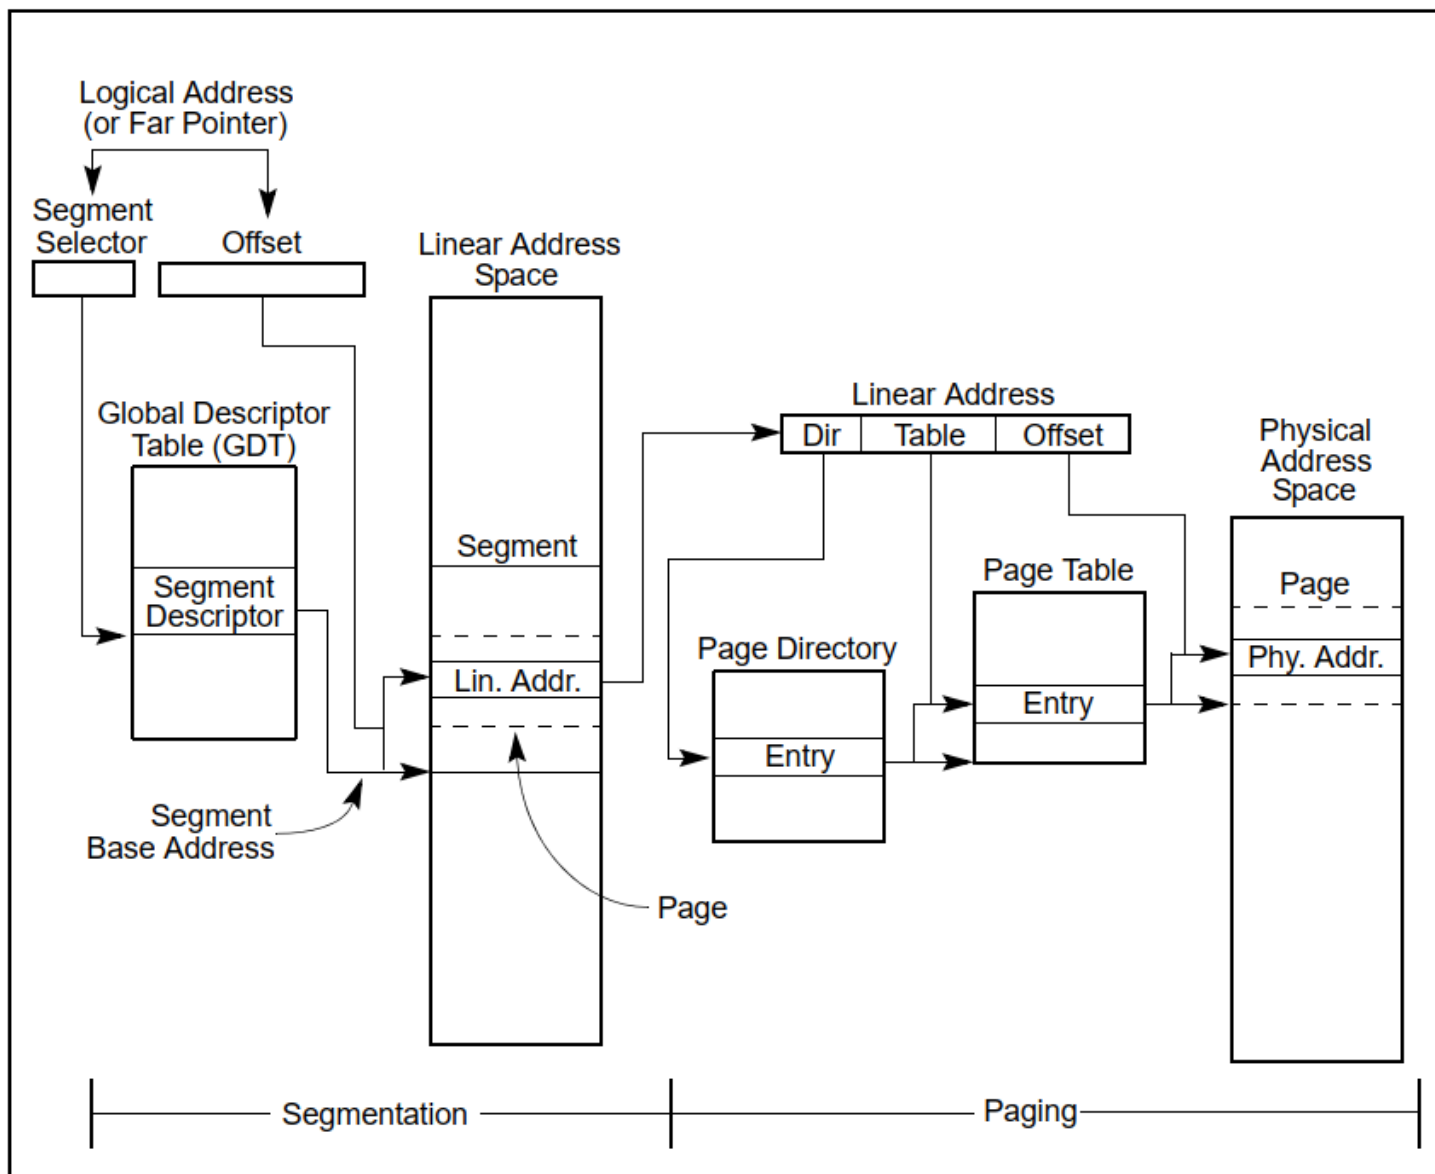 Logical Address
(or Far Pointer)
Segment
Selector
Offset
Linear Address
Space
Global Descriptor
Table (GDT)
Segment
Descriptor
Segment
Lin. Addr.
Segment
Base Address
Page
Linear Address
Dir
Table
Offset
Page Directory
Entry
Page Table
Entry
Physical
Address
Space
Page
Phy. Addr.
Segmentation
Paging